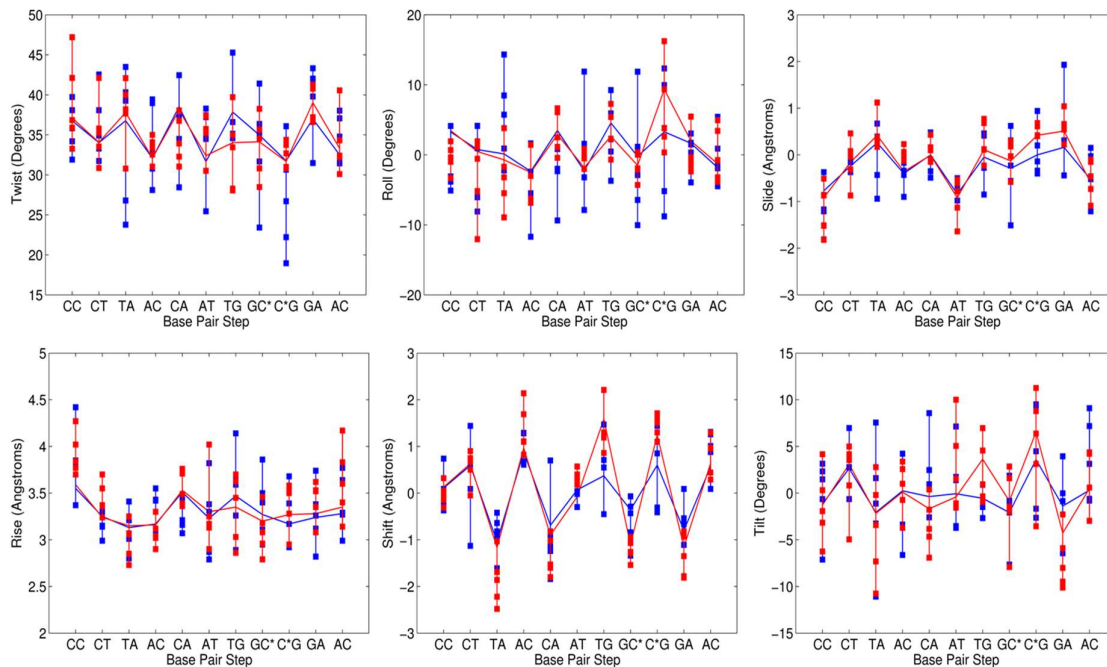 50
45
40
35
30
25
20
15
Twist (Degrees)
CC CT TA AC CA AT TG GC* C*G GA AC
Base Pair Step
20
10
0
−10
−20
Roll (Degrees)
CC CT TA AC CA AT TG GC* C*G GA AC
Base Pair Step
3
2
1
0
−1
−2
−3
Slide (Angstroms)
CC CT TA AC CA AT TG GC* C*G GA AC
Base Pair Step
5
4.5
4
3.5
3
2.5
2
Rise (Angstroms)
CC CT TA AC CA AT TG GC* C*G GA AC
Base Pair Step
3
2
1
0
−1
−2
−3
Shift (Angstroms)
CC CT TA AC CA AT TG GC* C*G GA AC
Base Pair Step
15
10
5
0
−5
−10
−15
Tilt (Degrees)
CC CT TA AC CA AT TG GC* C*G GA AC
Base Pair Step